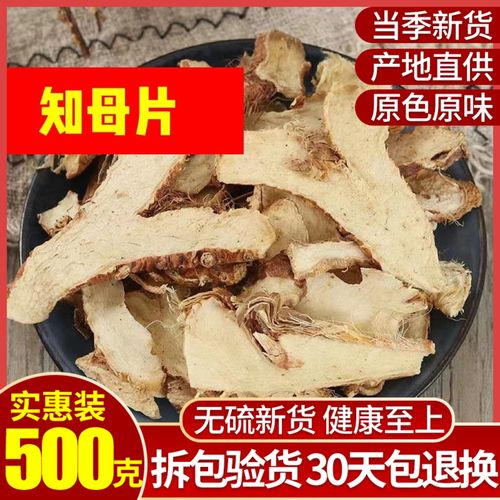 当季新货
产地直供
原色原味
知母片
实惠装
500克
无硫新货 健康至上
拆包验货 30天包退换